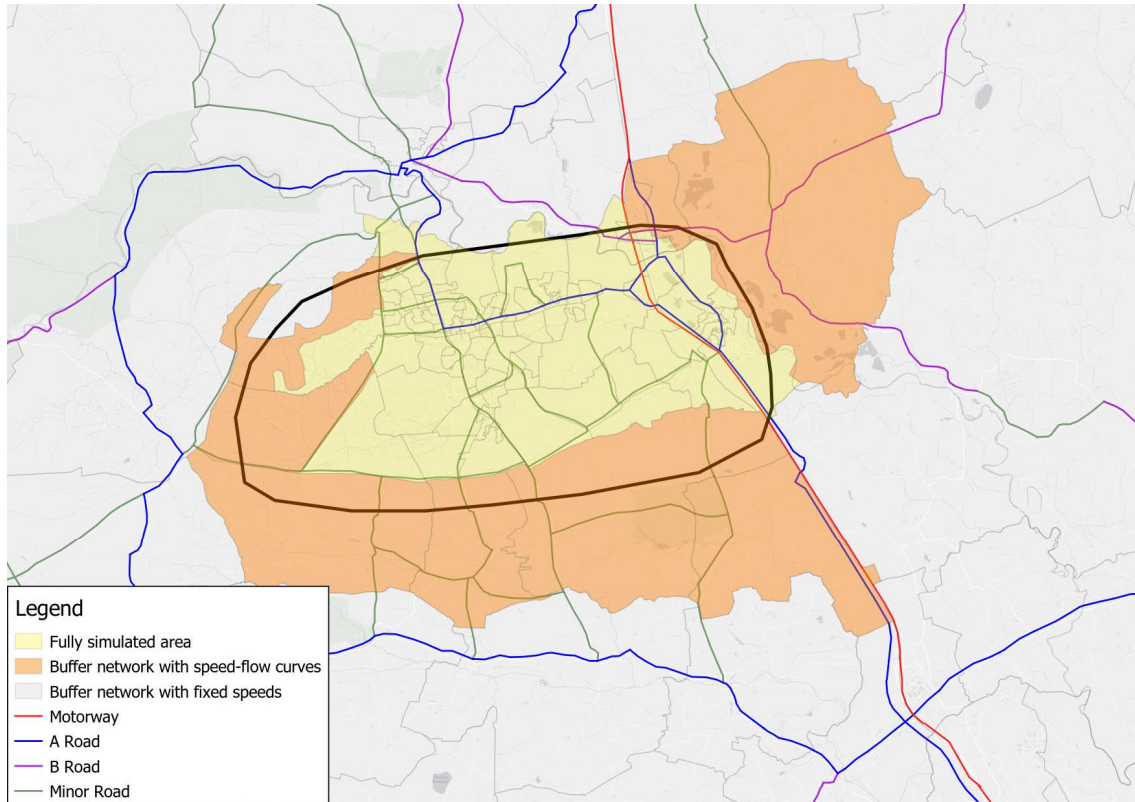 Legend
Fully simulated area
Buffer network with speed-flow curves
Buffer network with fixed speeds
Motorway
A Road
B Road
Minor Road